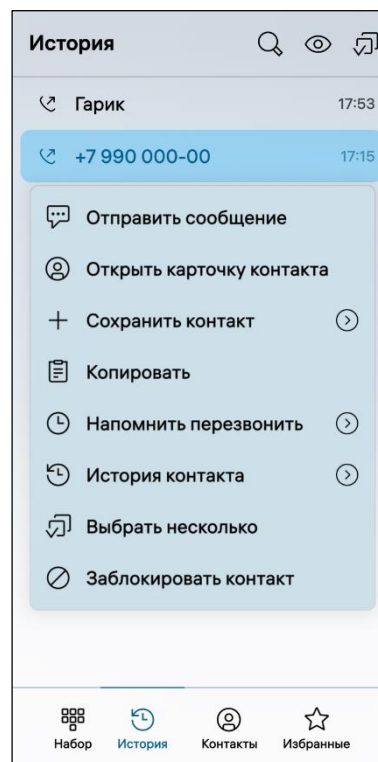 История
Гарик 17:53
+7 990 000-00 17:15
Отправить сообщение
Открыть карточку контакта
Сохранить контакт
Копировать
Напомнить перезвонить
История контакта
Выбрать несколько
Заблокировать контакт
Набор История Контакты Избранные